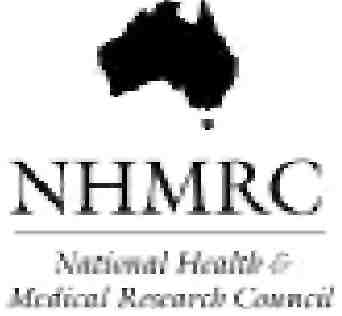 NHMRC
National Health &
Medical Research Council